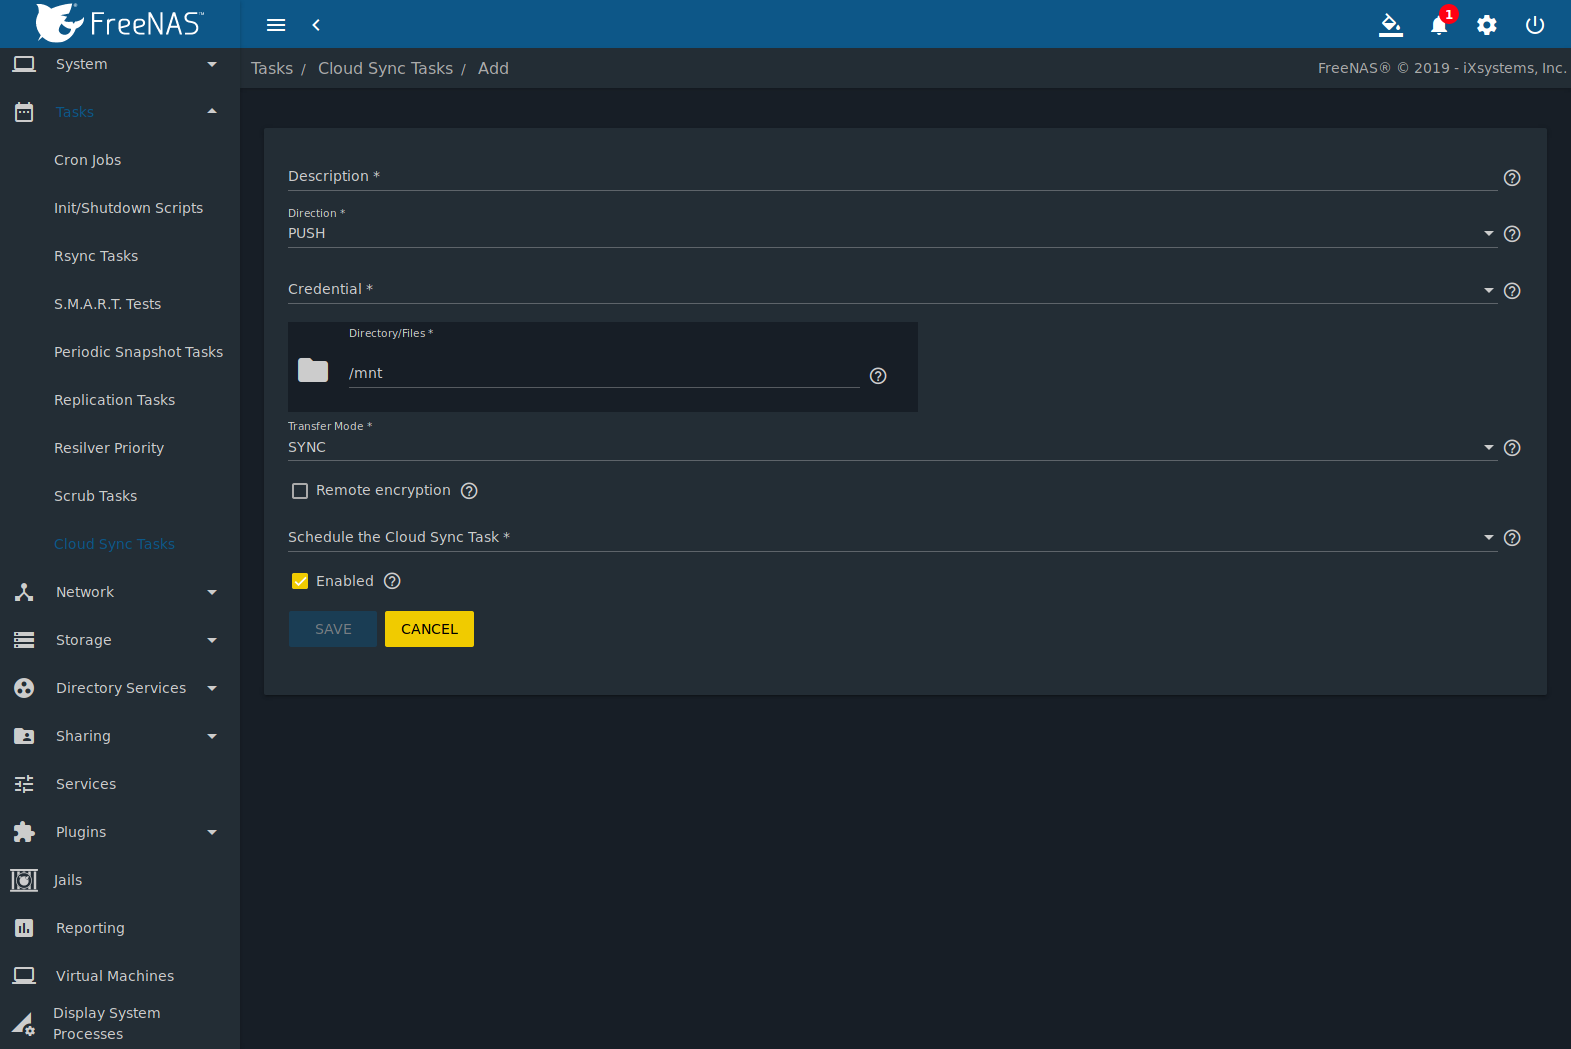 FreeNAS™
1
System
Tasks / Cloud Sync Tasks / Add
FreeNAS® © 2019 - iXsystems, Inc.
Tasks
Cron Jobs
Init/Shutdown Scripts
Rsync Tasks
S.M.A.R.T. Tests
Periodic Snapshot Tasks
Replication Tasks
Resilver Priority
Scrub Tasks
Cloud Sync Tasks
Network
Storage
Directory Services
Sharing
Services
Plugins
Jails
Reporting
Virtual Machines
Display System
Processes
Description *
Direction *
PUSH
Credential *
Directory/Files *
/mnt
Transfer Mode *
SYNC
Remote encryption
Schedule the Cloud Sync Task *
Enabled
SAVE CANCEL